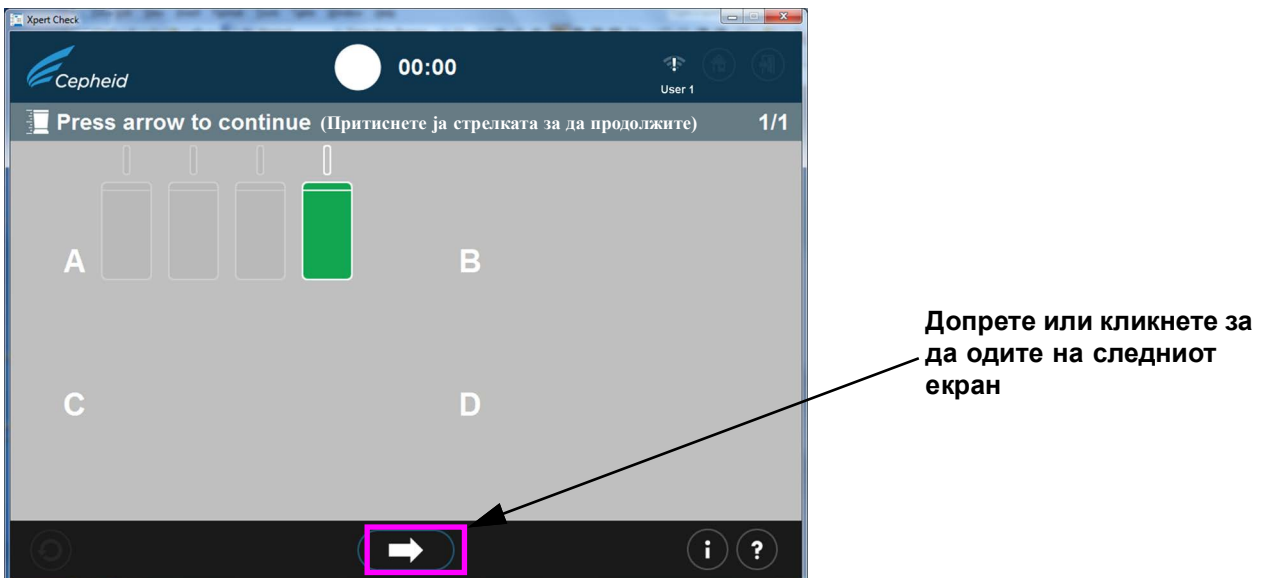 Xpert Check
Cepheid
00:00
User 1
Press arrow to continue (Притиснете ја стрелката за да продолжите) 1/1
A
B
C
D
Допрете или кликнете за
да одите на следниот
екран
i ?